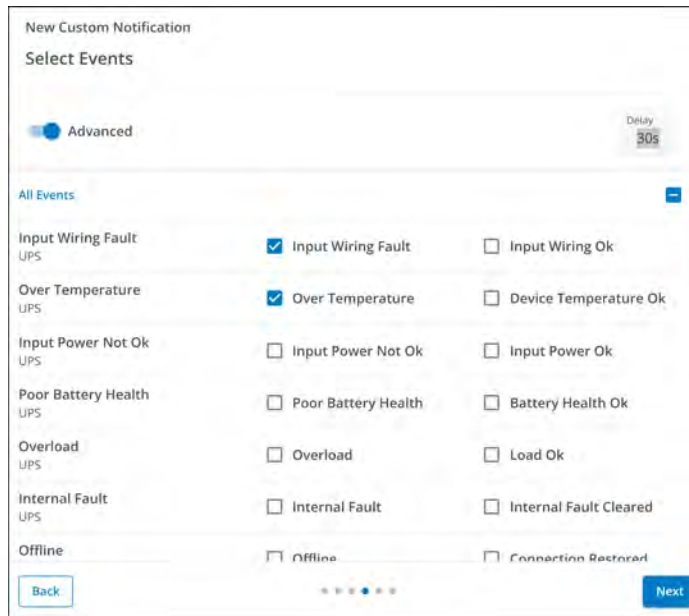 New Custom Notification
Select Events
Advanced
Delay
30s
All Events
Input Wiring Fault
UPS
Input Wiring Fault
Input Wiring Ok
Over Temperature
UPS
Over Temperature
Device Temperature Ok
Input Power Not Ok
UPS
Input Power Not Ok
Input Power Ok
Poor Battery Health
UPS
Poor Battery Health
Battery Health Ok
Overload
UPS
Overload
Load Ok
Internal Fault
UPS
Internal Fault
Internal Fault Cleared
Offline
Offline
Connection Restored
Back
Next